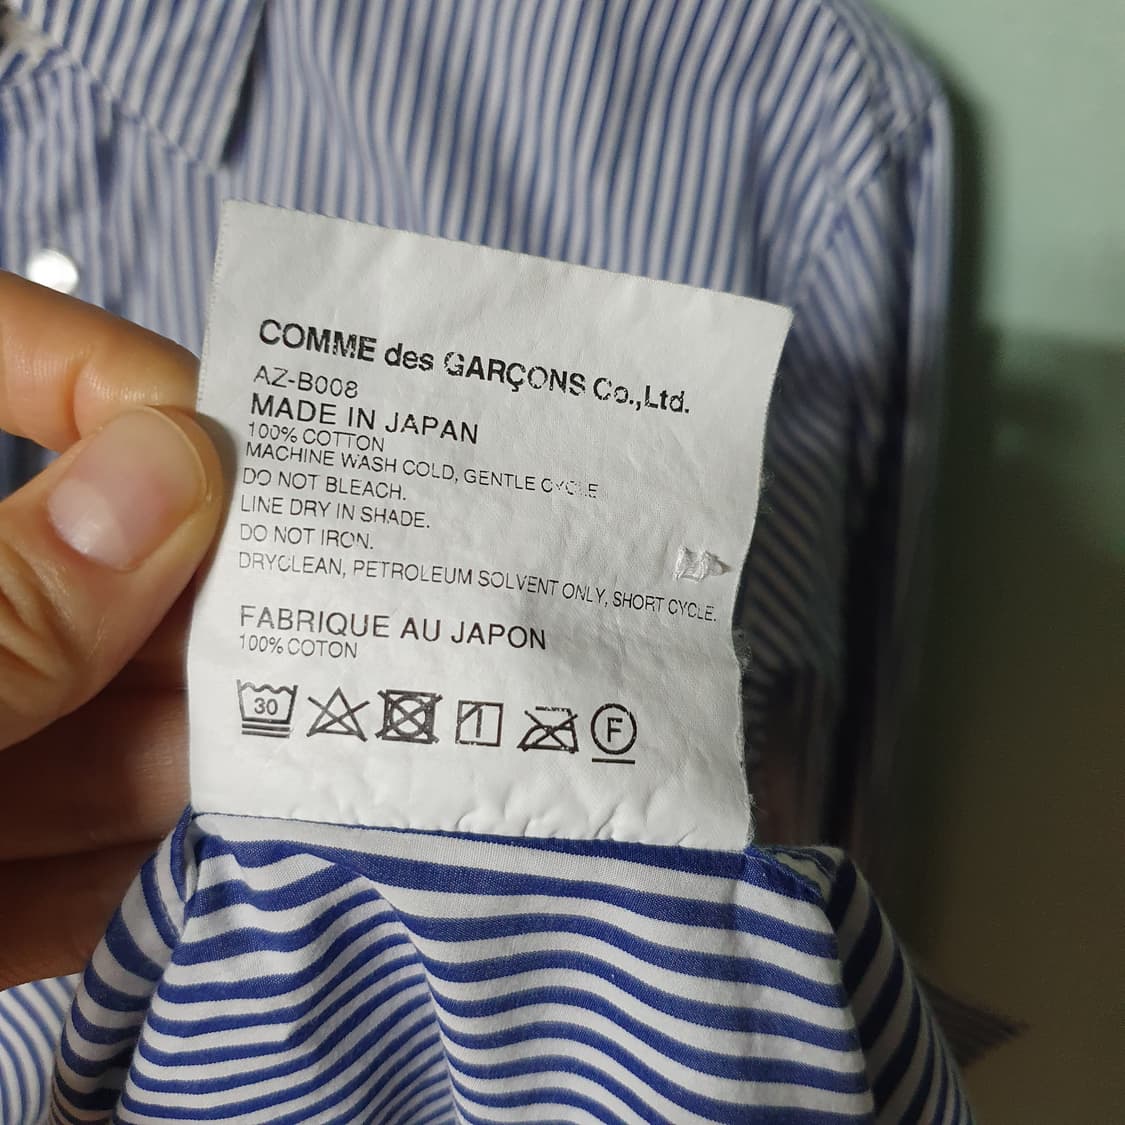 COMME des GARÇONS Co.,Ltd.
AZ-B008
MADE IN JAPAN
100% COTTON
MACHINE WASH COLD, GENTLE CYCLE
DO NOT BLEACH.
LINE DRY IN SHADE.
DO NOT IRON.
DRYCLEAN, PETROLEUM SOLVENT ONLY, SHORT CYCLE.
FABRIQUE AU JAPON
100% COTON
30 F